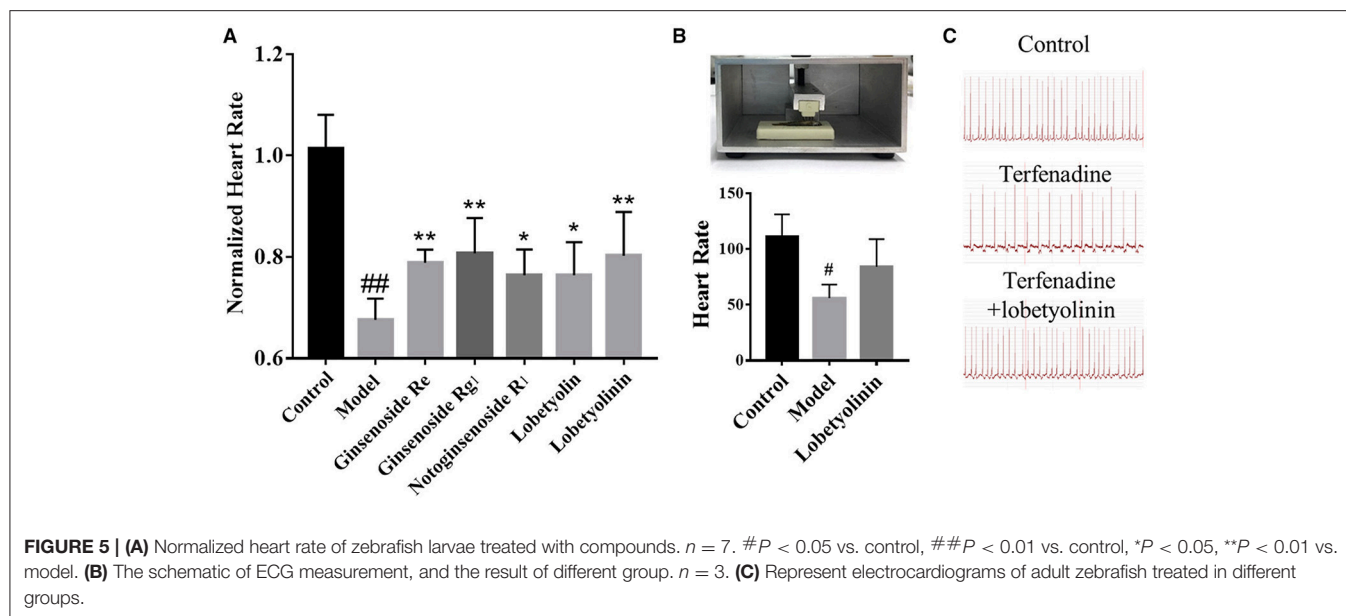 A
Normalized Heart Rate
1.2
1.0
0.8
0.6
##
**
**
*
*
**
Control
Model
Ginsenoside Re
Ginsenoside Rg1
Notoginsenoside R1
Lobetyolin
Lobetyolinin
B
Heart Rate
150
100
50
0
#
Control
Model
Lobetyolinin
C
Control
Terfenadine
Terfenadine
+lobetyolinin
FIGURE 5 | (A) Normalized heart rate of zebrafish larvae treated with compounds. n = 7. #P < 0.05 vs. control, ##P < 0.01 vs. control, *P < 0.05, **P < 0.01 vs.
model. (B) The schematic of ECG measurement, and the result of different group. n = 3. (C) Represent electrocardiograms of adult zebrafish treated in different
groups.